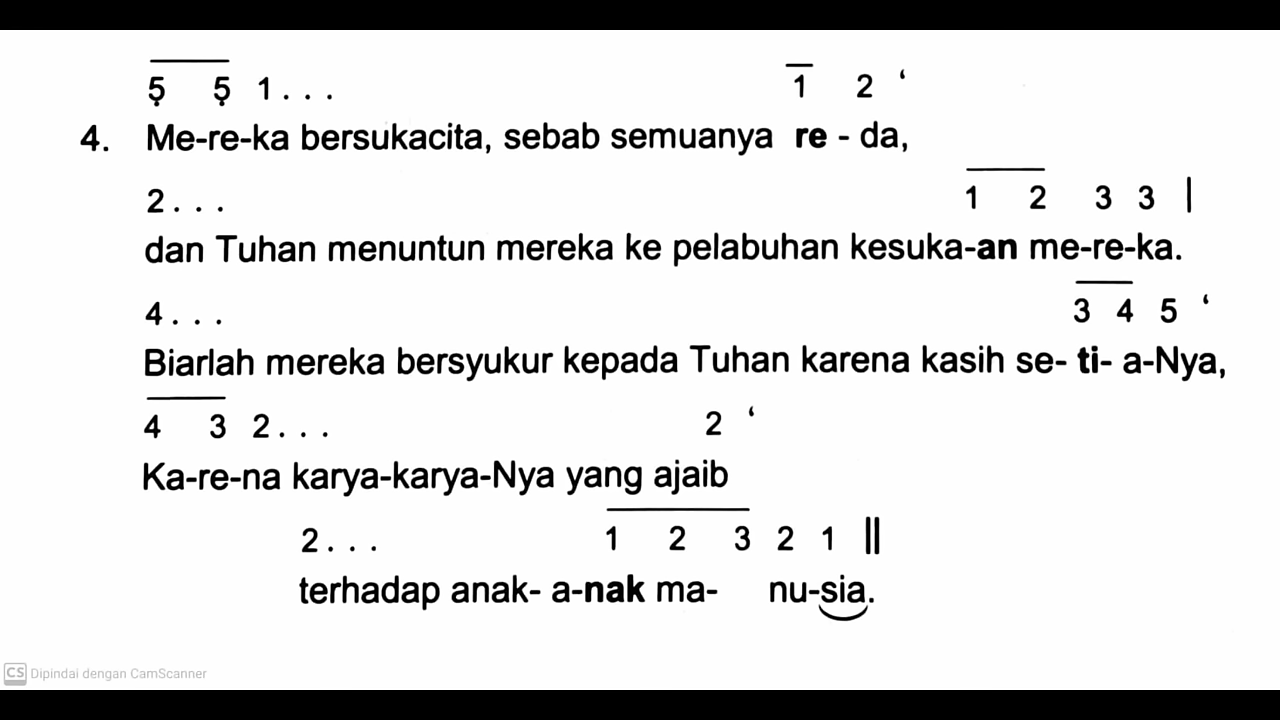 5̣ 5̣ 1 . . . 1 2 ‘
4. Me-re-ka bersukacita, sebab semuanya re - da,
2 . . . 1 2 3 3 |
dan Tuhan menuntun mereka ke pelabuhan kesuka-an me-re-ka.
4 . . . 3 4 5 ‘
Biarlah mereka bersyukur kepada Tuhan karena kasih se- ti- a-Nya,
4 3 2 . . . 2 ‘
Ka-re-na karya-karya-Nya yang ajaib
2 . . . 1 2 3 2 1 ||
terhadap anak- a-nak ma- nu-sia.
CS Dipindai dengan CamScanner